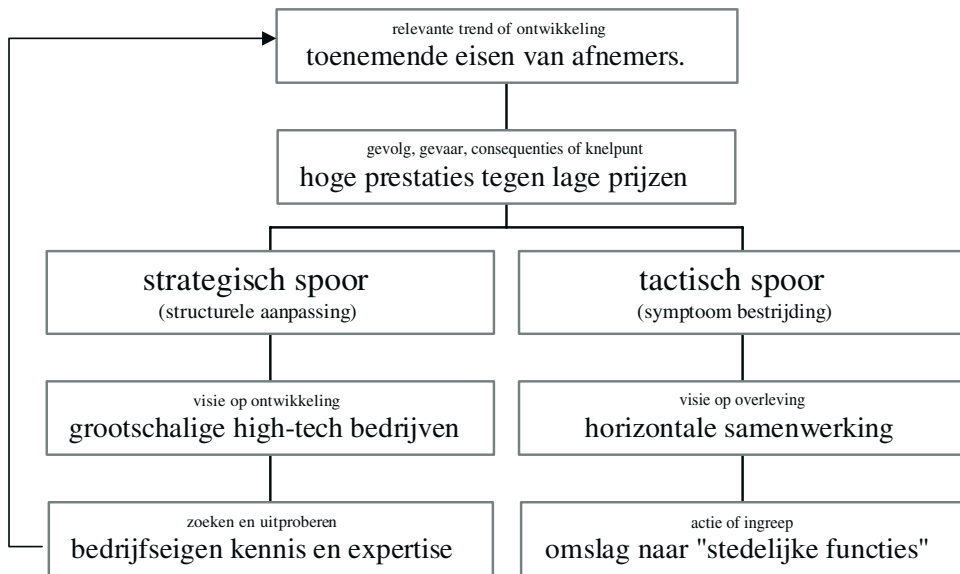 relevante trend of ontwikkeling
toenemende eisen van afnemers.
gevolg, gevaar, consequenties of knelpunt
hoge prestaties tegen lage prijzen
strategisch spoor
(structurele aanpassing)
tactisch spoor
(symptoom bestrijding)
visie op ontwikkeling
grootschalige high-tech bedrijven
visie op overleving
horizontale samenwerking
zoeken en uitproberen
bedrijfseigen kennis en expertise
actie of ingreep
omslag naar "stedelijke functies"